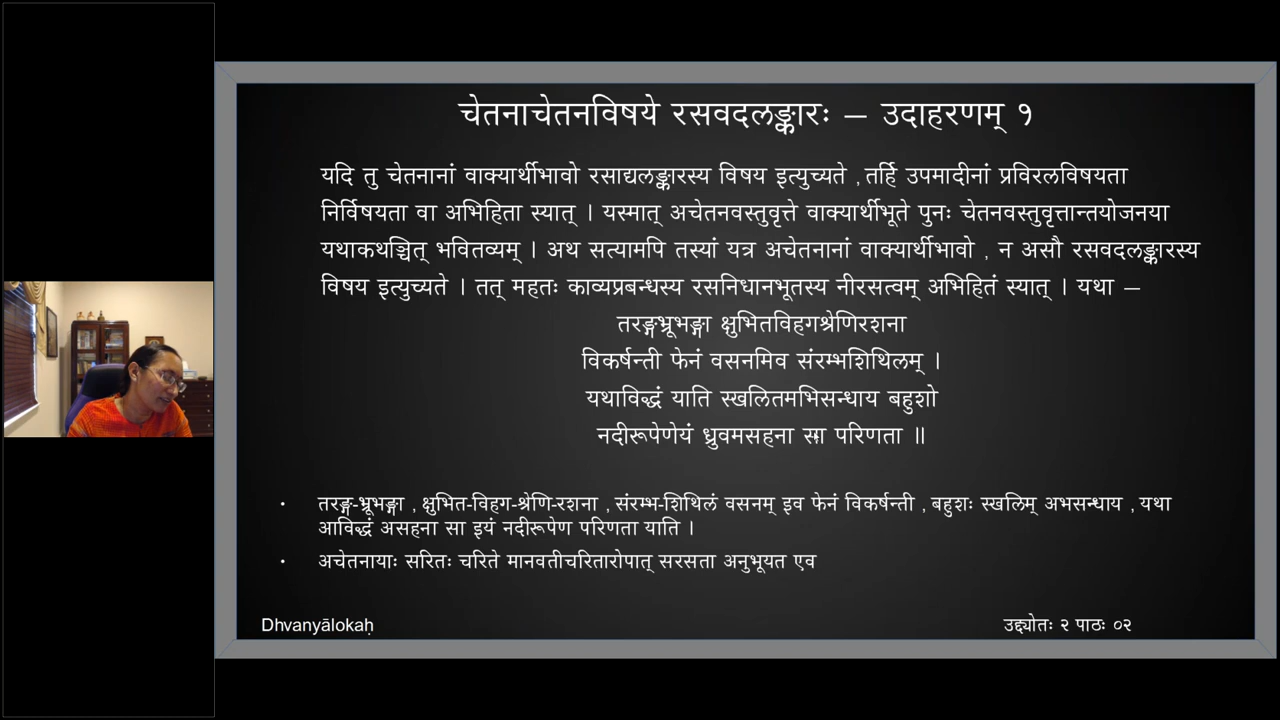 चेतनाचेतनविषये रसवदलङ्कारः – उदाहरणम् १
यदि तु चेतनानां वाक्यार्थीभावो रसाद्यलङ्कारस्य विषय इत्युच्यते , तर्हि उपमादीनां प्रविरलविषयता
निर्विषयता वा अभिहिता स्यात् । यस्मात् अचेतनवस्तुवृत्ते वाक्यार्थीभूते पुनः चेतनवस्तुवृत्तान्तयोजनया
यथाकथञ्चित् भवितव्यम् । अथ सत्यामपि तस्यां यत्र अचेतनानां वाक्यार्थीभावो , न असौ रसवदलङ्कारस्य
विषय इत्युच्यते । तत् महतः काव्यप्रबन्धस्य रसनिधानभूतस्य नीरसत्वम् अभिहितं स्यात् । यथा –
तरङ्गभ्रूभङ्गा क्षुभितविहगश्रेणिरशना
विकर्षन्ती फेनं वसनमिव संरम्भशिथिलम् ।
यथाविद्धं याति स्खलितमभिसन्धाय बहुशो
नदीरूपेणेयं ध्रुवमसहना सा परिणता ॥
· तरङ्ग-भ्रूभङ्गा , क्षुभित-विहग-श्रेणि-रशना , संरम्भ-शिथिलं वसनम् इव फेनं विकर्षन्ती , बहुशः स्खलिम् अभसन्धाय , यथा
आविद्धं असहना सा इयं नदीरूपेण परिणता याति ।
· अचेतनायाः सरितः चरिते मानवतीचरितारोपात् सरसता अनुभूयत एव
Dhvanyālokaḥ
उद्द्योतः २ पाठः ०२